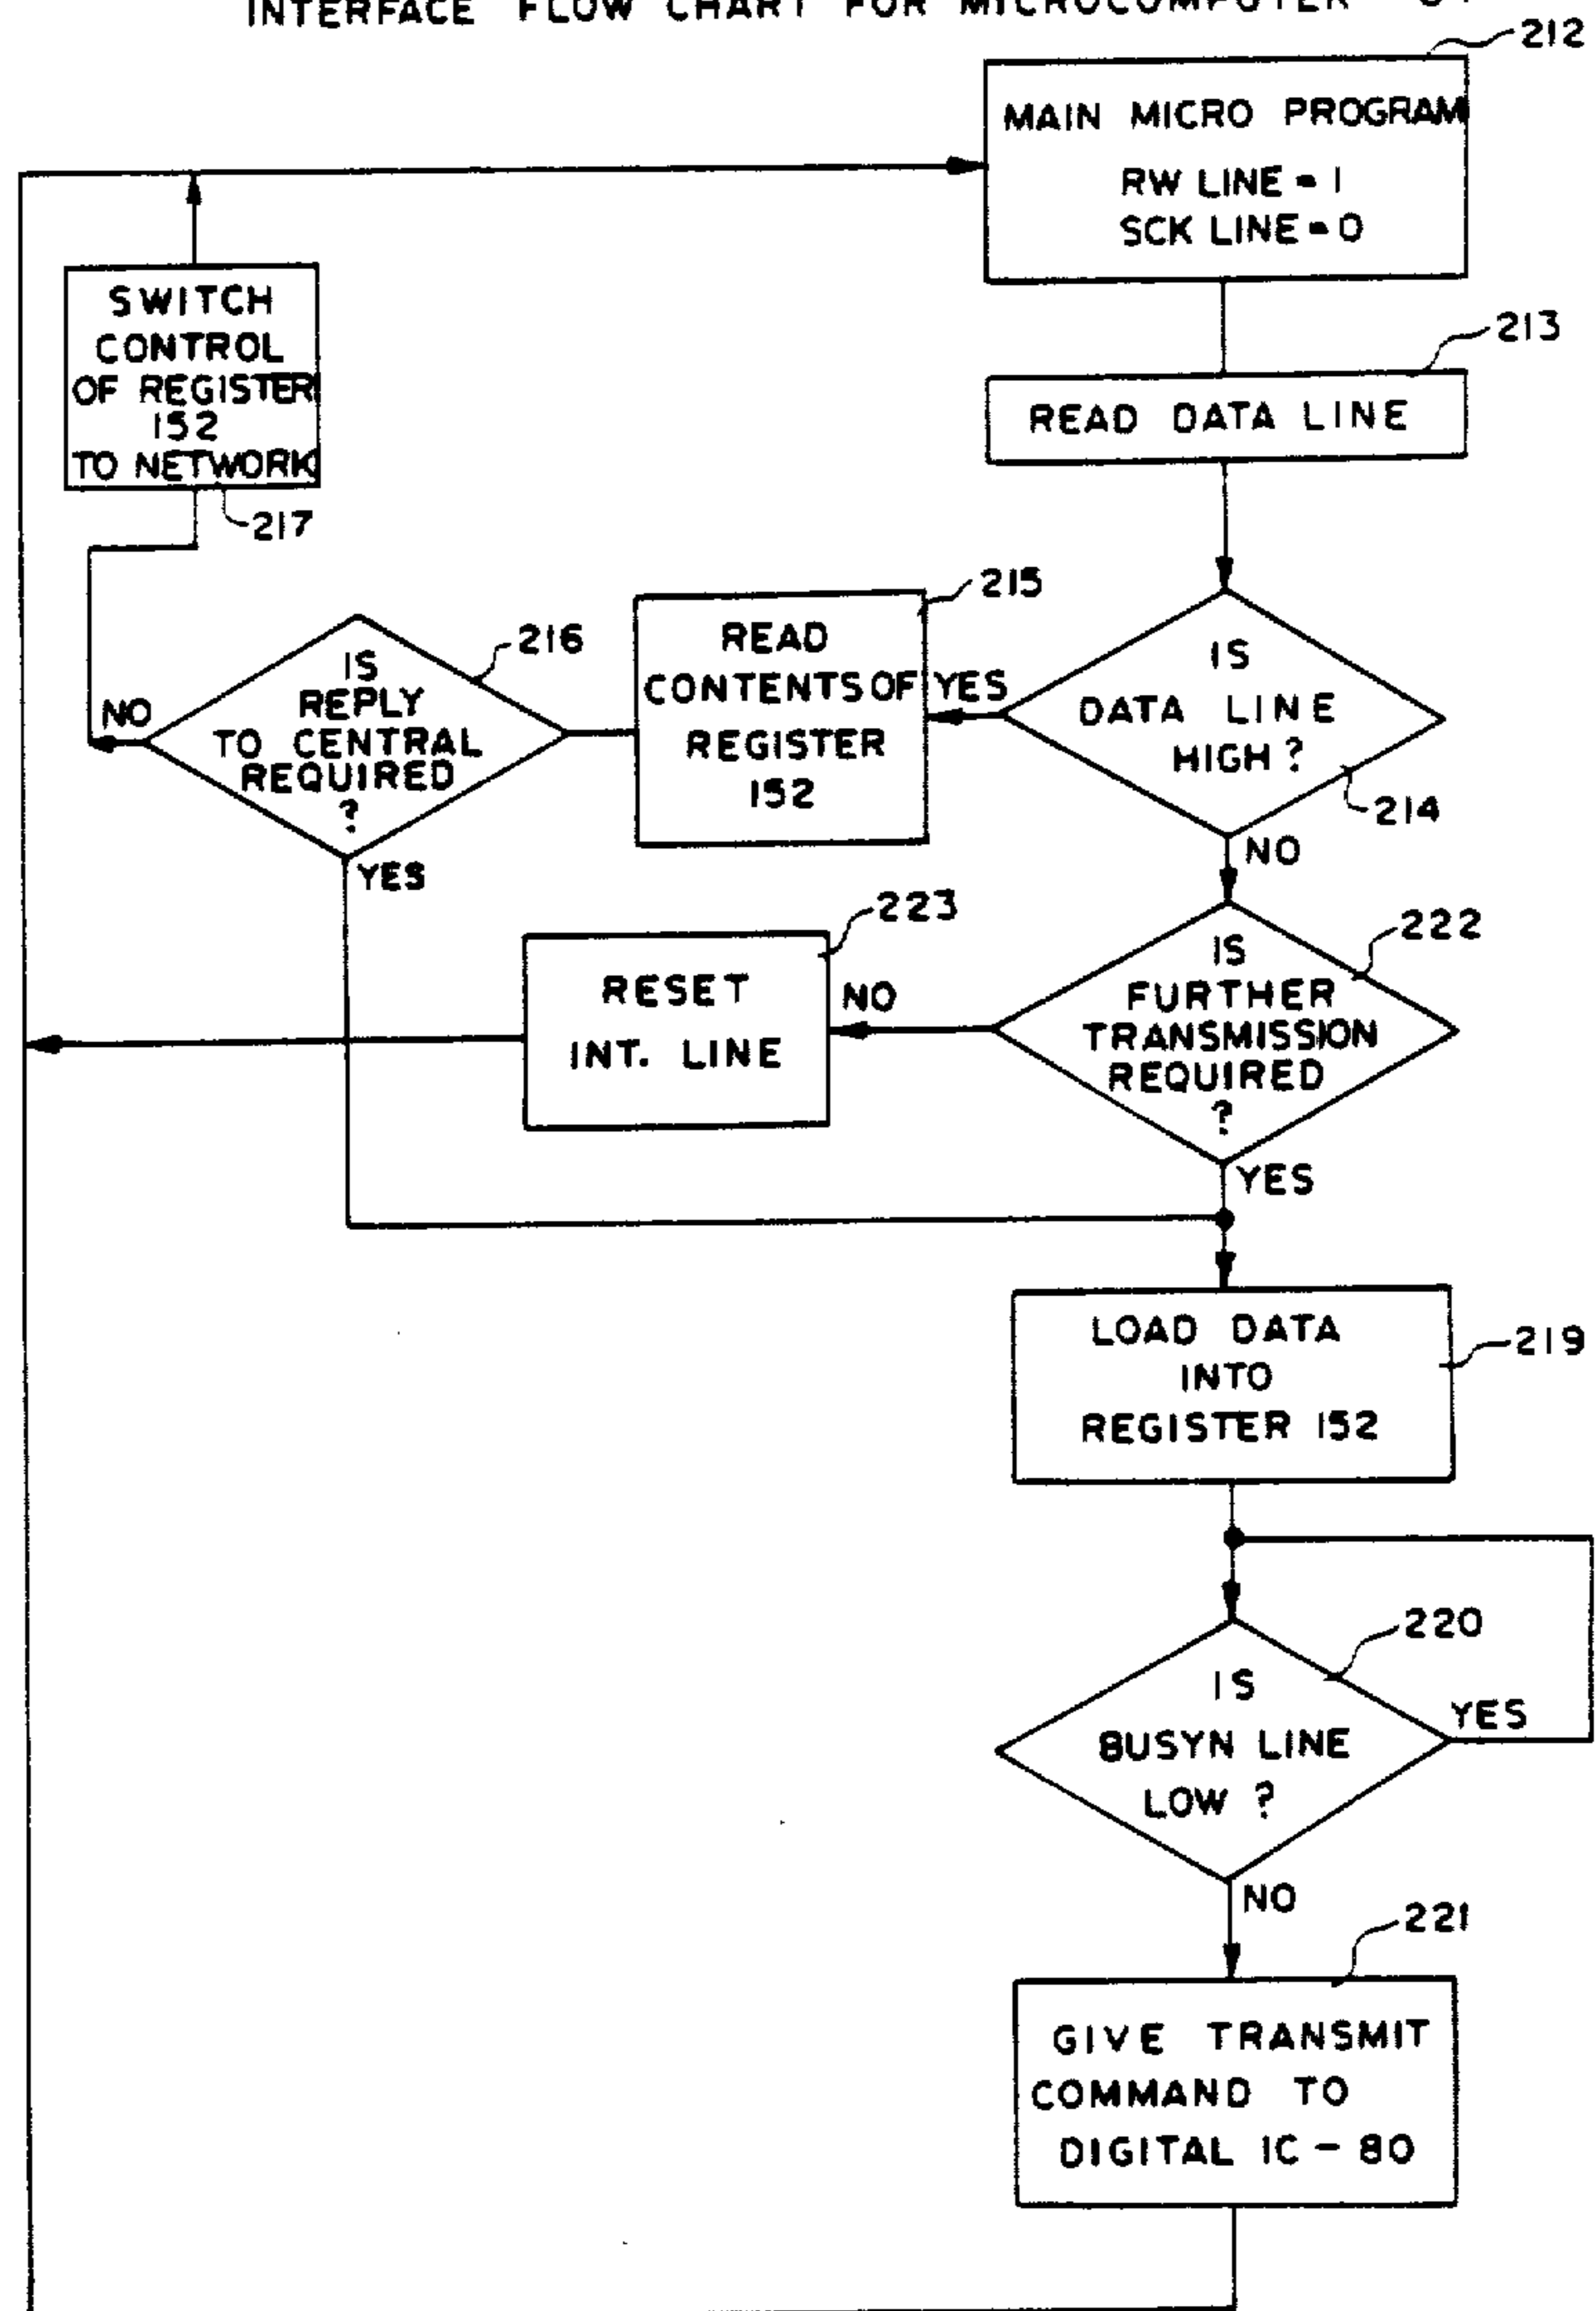 INTERFACE FLOW CHART FOR MICROCOMPUTER
212
MAIN MICRO PROGRAM
RW LINE = 1
SCK LINE = 0
SWITCH
CONTROL
OF REGISTER
152
TO NETWORK
217
213
READ DATA LINE
215
READ
CONTENTS OF
REGISTER
152
216
IS
REPLY
TO CENTRAL
REQUIRED
?
NO
YES
IS
DATA LINE
HIGH ?
214
YES
NO
223
RESET
INT. LINE
NO
222
IS
FURTHER
TRANSMISSION
REQUIRED
?
YES
LOAD DATA
INTO
REGISTER 152
219
220
IS
BUSYN LINE
LOW ?
YES
NO
221
GIVE TRANSMIT
COMMAND TO
DIGITAL IC - 80